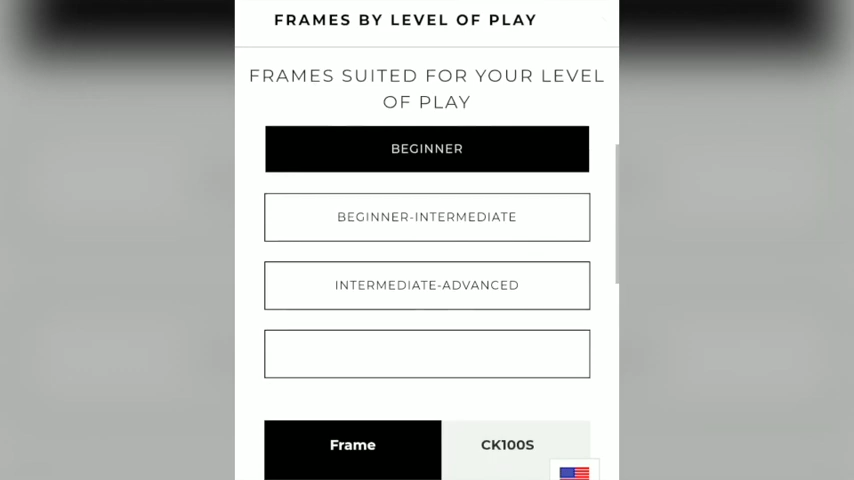 FRAMES BY LEVEL OF PLAY
FRAMES SUITED FOR YOUR LEVEL
OF PLAY
BEGINNER
BEGINNER-INTERMEDIATE
INTERMEDIATE-ADVANCED
Frame CK100S